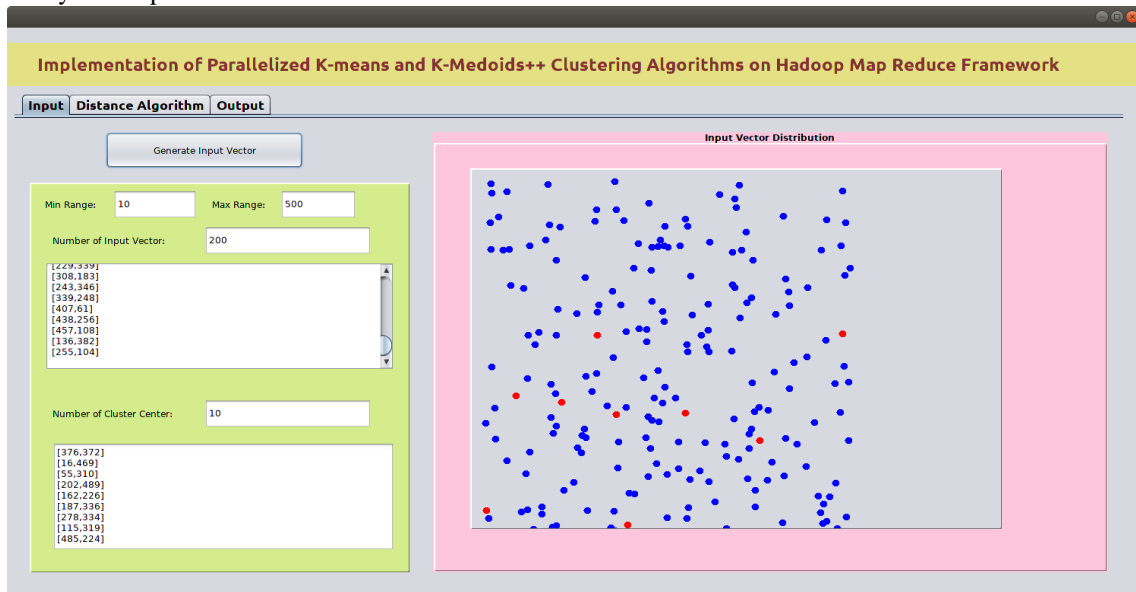 Implementation of Parallelized K-means and K-Medoids++ Clustering Algorithms on Hadoop Map Reduce Framework
Input Distance Algorithm Output
Generate Input Vector
Min Range: 10 Max Range: 500
Number of Input Vector: 200
[229,339]
[308,183]
[243,346]
[339,248]
[407,61]
[438,256]
[457,108]
[136,382]
[255,104]
Number of Cluster Center: 10
[376,372]
[16,469]
[55,310]
[202,489]
[162,226]
[187,336]
[278,334]
[115,319]
[485,224]
Input Vector Distribution